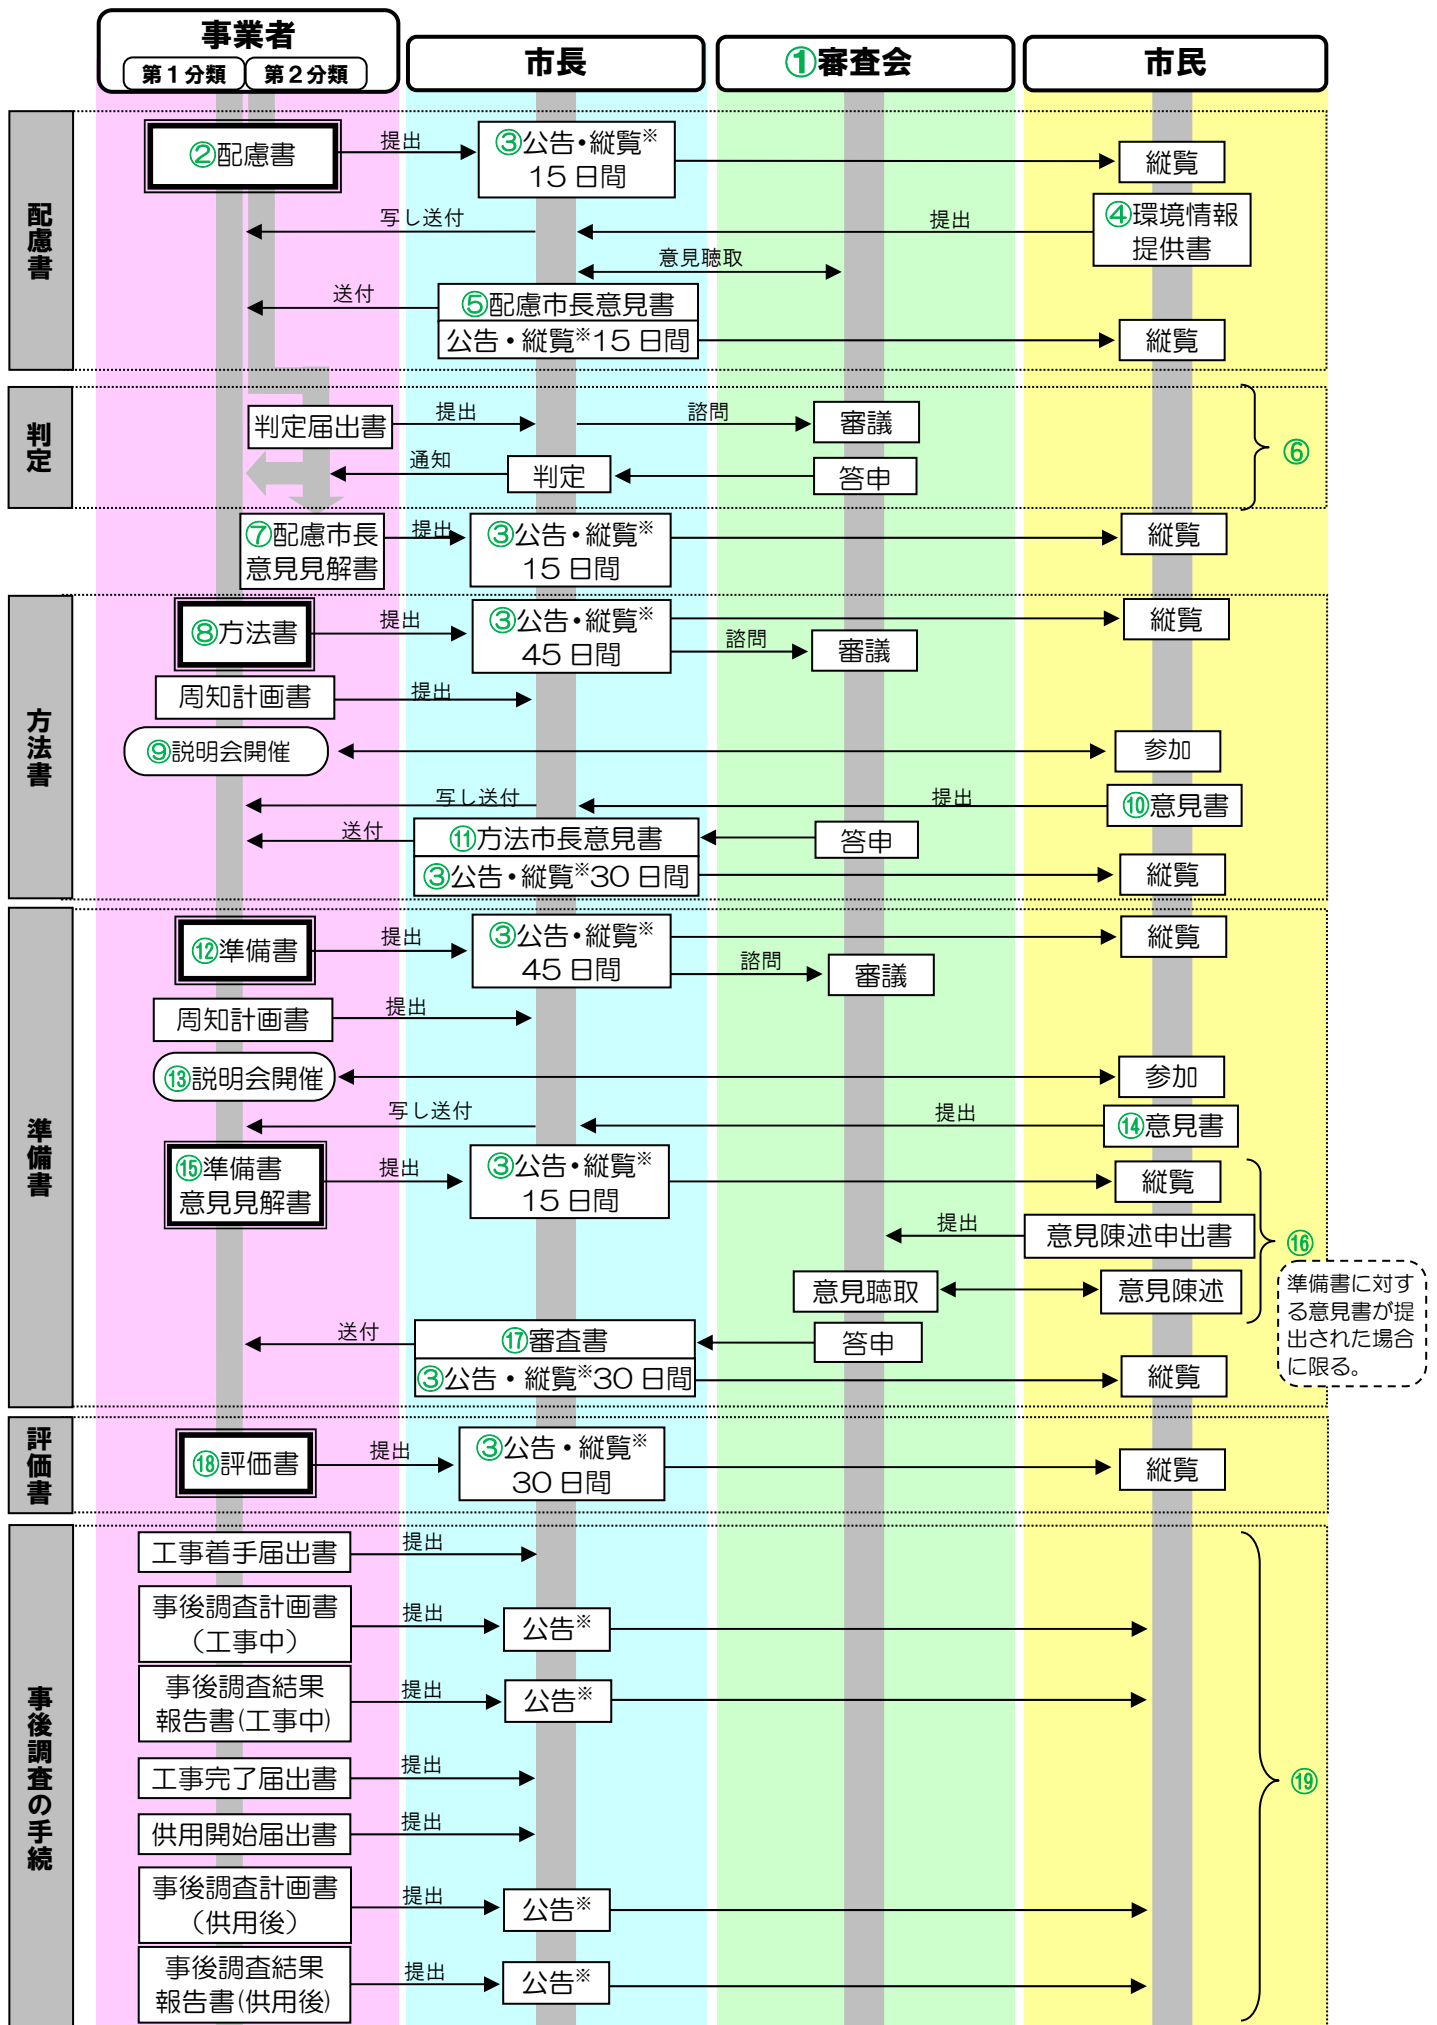 事業者
第1分類
第2分類
市長
①審査会
市民
配慮書
②配慮書
提出
③公告・縦覧※
15日間
縦覧
④環境情報
提供書
提出
写し送付
意見聴取
⑤配慮市長意見書
送付
公告・縦覧※15日間
縦覧
判定
判定届出書
提出
諮問
審議
⑥
通知
判定
答申
⑦配慮市長
意見見解書
提出
③公告・縦覧※
15日間
縦覧
方法書
⑧方法書
提出
③公告・縦覧※
45日間
縦覧
諮問
審議
周知計画書
提出
⑨説明会開催
参加
写し送付
提出
⑩意見書
送付
⑪方法市長意見書
答申
③公告・縦覧※30日間
縦覧
準備書
⑫準備書
提出
③公告・縦覧※
45日間
縦覧
諮問
審議
周知計画書
提出
⑬説明会開催
参加
写し送付
提出
⑭意見書
⑮準備書
意見見解書
提出
③公告・縦覧※
15日間
縦覧
提出
意見陳述申出書
⑯
準備書に対す
る意見書が提
出された場合
に限る。
意見聴取
意見陳述
送付
⑰審査書
答申
③公告・縦覧※30日間
縦覧
評価書
⑱評価書
提出
③公告・縦覧※
30日間
縦覧
事後調査の手続
工事着手届出書
提出
事後調査計画書
（工事中）
提出
公告※
事後調査結果
報告書(工事中)
提出
公告※
工事完了届出書
提出
⑲
供用開始届出書
提出
事後調査計画書
（供用後）
提出
公告※
事後調査結果
報告書(供用後)
提出
公告※